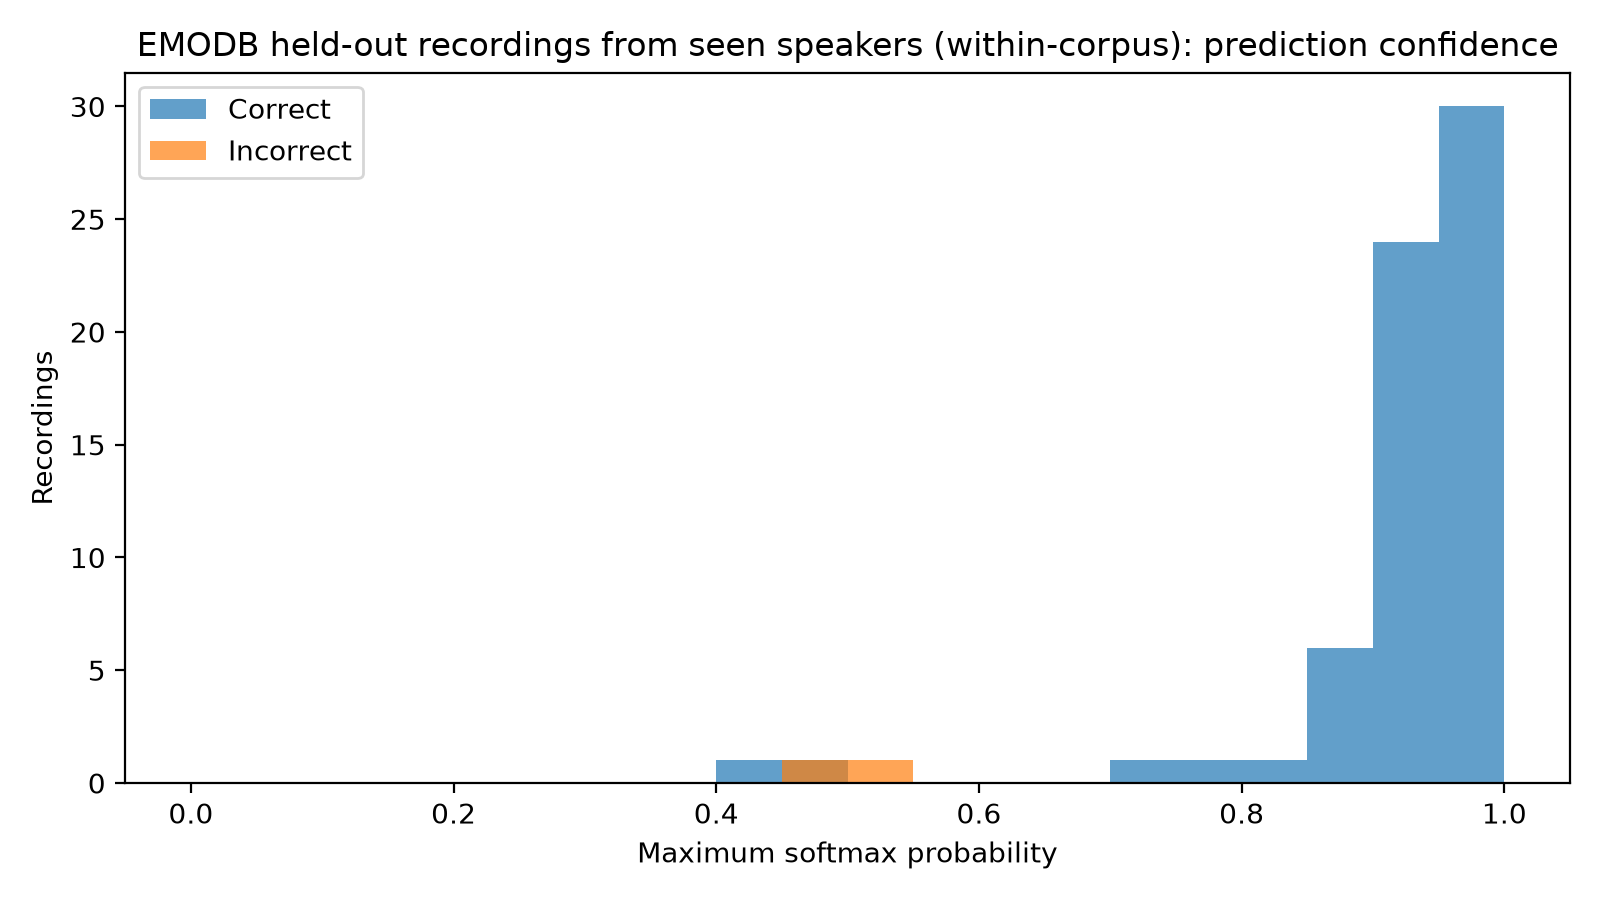 EMODB held-out recordings from seen speakers (within-corpus): prediction confidence
Correct
Incorrect
30
25
20
15
10
5
0
Recordings
0.0 0.2 0.4 0.6 0.8 1.0
Maximum softmax probability